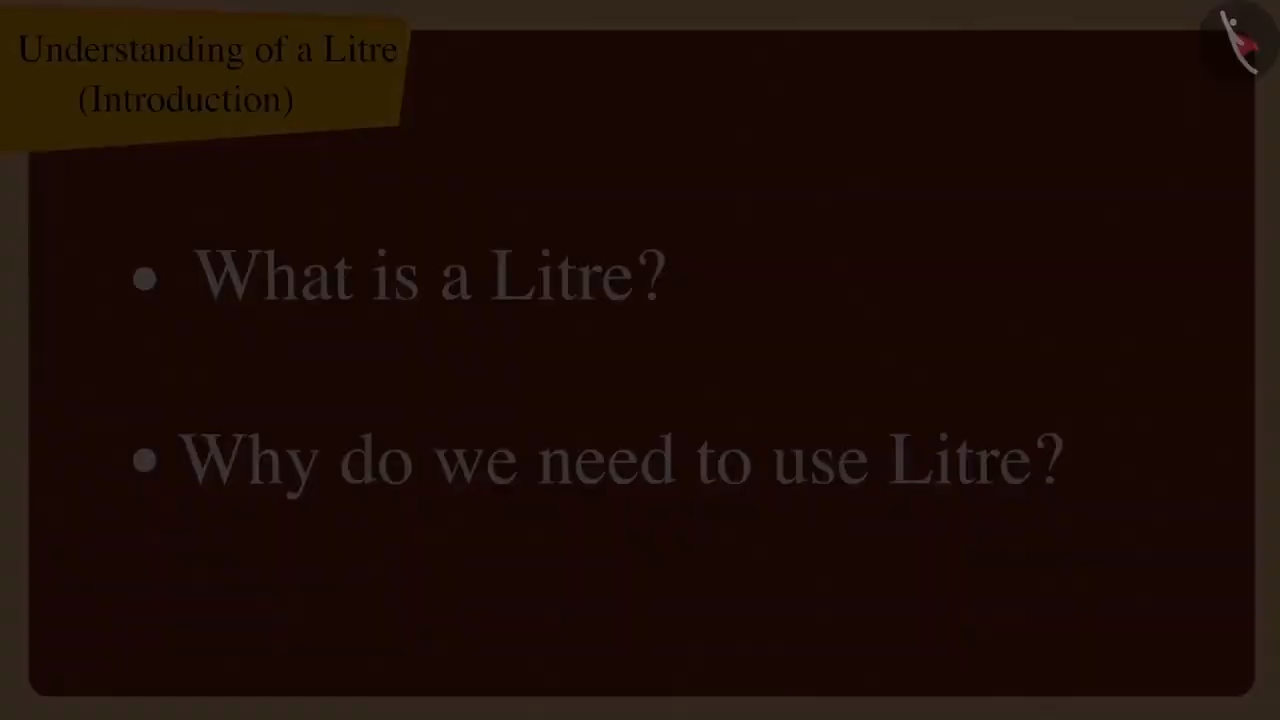 Understanding of a Litre
(Introduction)
• What is a Litre?
• Why do we need to use Litre?